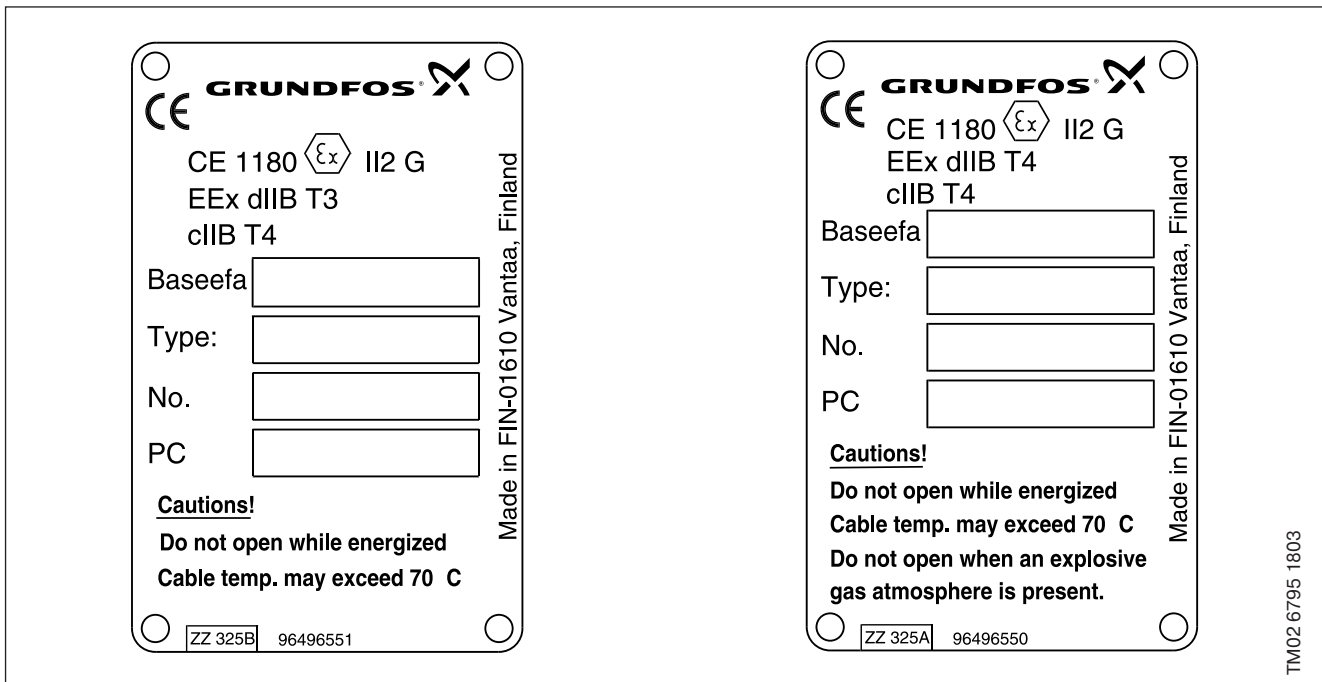 GRUNDFOS®
CE
CE 1180 Ex II2 G
EEx dIIB T3
cIIB T4
Baseefa
Type:
No.
PC
Cautions!
Do not open while energized
Cable temp. may exceed 70 C
ZZ 325B 96496551
Made in FIN-01610 Vantaa, Finland
GRUNDFOS®
CE
CE 1180 Ex II2 G
EEx dIIB T4
cIIB T4
Baseefa
Type:
No.
PC
Cautions!
Do not open while energized
Cable temp. may exceed 70 C
Do not open when an explosive
gas atmosphere is present.
ZZ 325A 96496550
Made in FIN-01610 Vantaa, Finland
TM02 6795 1803